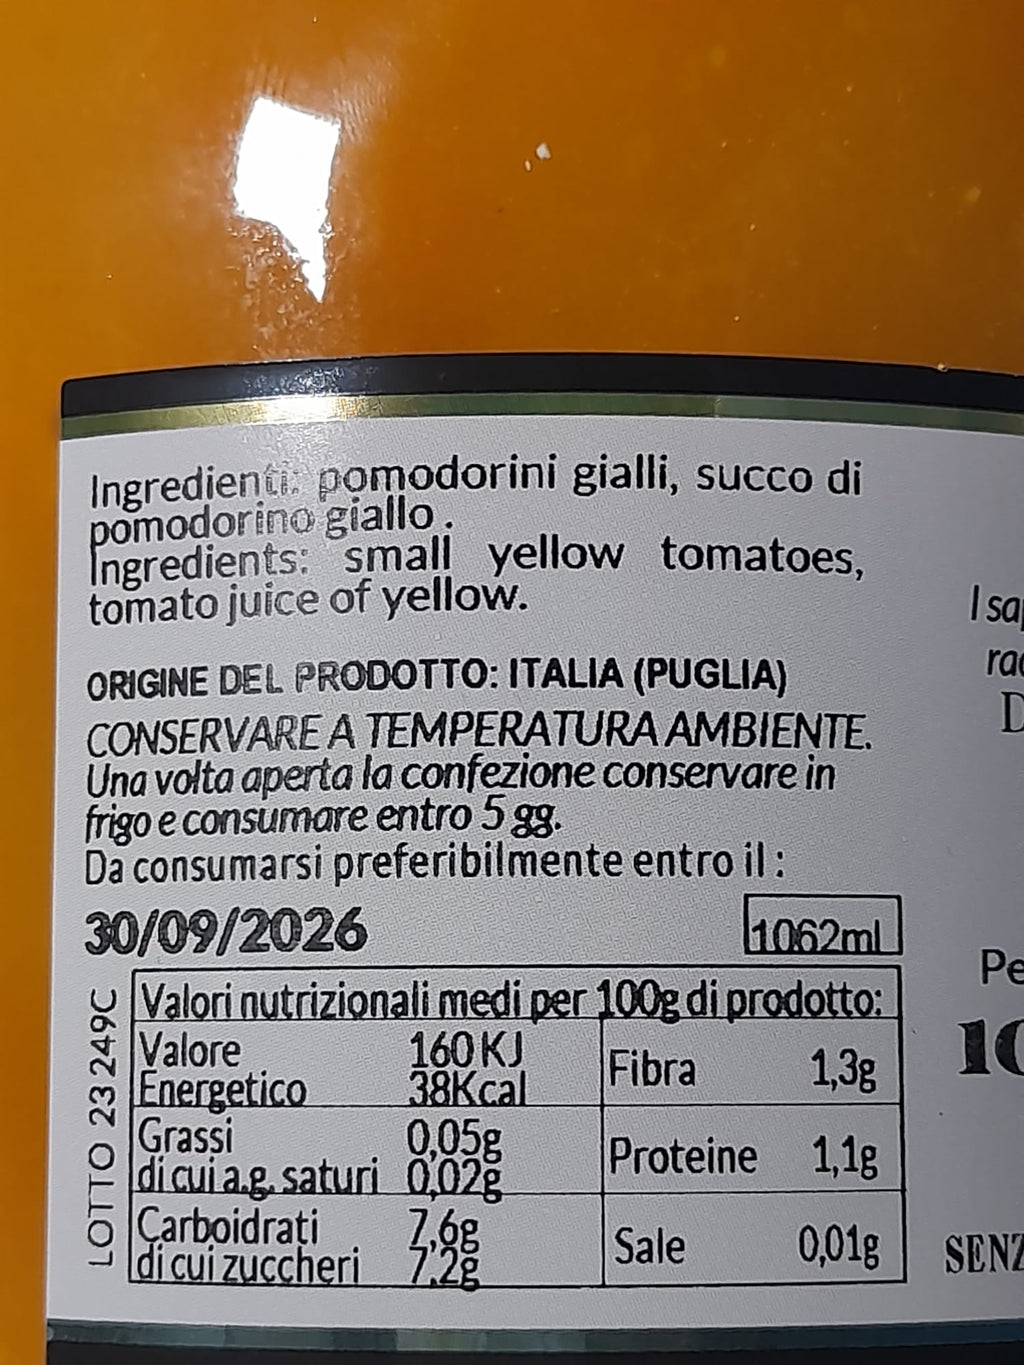 Ingredienti: pomodorini gialli, succo di
pomodorino giallo.
Ingredients: small yellow tomatoes,
tomato juice of yellow.
ORIGINE DEL PRODOTTO: ITALIA (PUGLIA)
CONSERVARE A TEMPERATURA AMBIENTE.
Una volta aperta la confezione conservare in
frigo e consumare entro 5 gg.
Da consumarsi preferibilmente entro il :
30/09/2026
1062ml
LOTTO 23249C
Valori nutrizionali medi per 100g di prodotto:
Valore 160 KJ
Energetico 38Kcal
Fibra 1,3g
Grassi 0,05g
di cui a.g. saturi 0,02g
Proteine 1,1g
Carboidrati 7,6g
di cui zuccheri 7,2g
Sale 0,01g
I